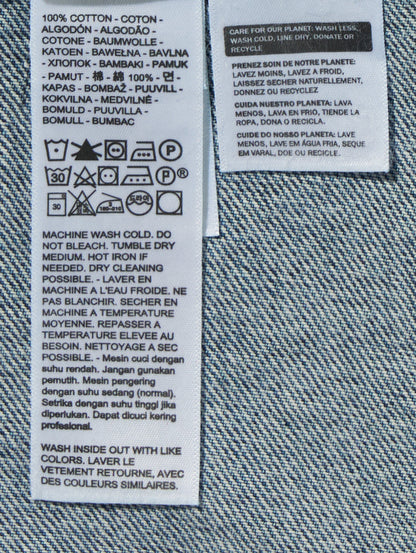 100% COTTON - COTON -
ALGODÓN - ALGODÃO -
COTONE - BAUMWOLLE -
KATOEN - BAWEŁNA - BAVLNA
- ХЛОПОК - BAMBAKI - PAMUK
- PAMUT - 棉 - 綿 100% - 면 -
KAPAS - BOMBAŽ - PUUVILL -
KOKVILNA - MEDVILNĖ -
BOMULD - PUUVILLA -
BOMULL - BUMBAC
P
30
P®
MACHINE WASH COLD. DO
NOT BLEACH. TUMBLE DRY
MEDIUM. HOT IRON IF
NEEDED. DRY CLEANING
POSSIBLE. - LAVER EN
MACHINE A L'EAU FROIDE. NE
PAS BLANCHIR. SECHER EN
MACHINE A TEMPERATURE
MOYENNE. REPASSER A
TEMPERATURE ELEVEE AU
BESOIN. NETTOYAGE A SEC
POSSIBLE. - Mesin cuci dengan
suhu rendah. Jangan gunakan
pemutih. Mesin pengering
dengan suhu sedang (normal).
Setrika dengan suhu tinggi jika
diperlukan. Dapat dicuci kering
profesional.
WASH INSIDE OUT WITH LIKE
COLORS. LAVER LE
VETEMENT RETOURNE, AVEC
DES COULEURS SIMILAIRES.
CARE FOR OUR PLANET: WASH LESS,
WASH COLD, LINE DRY, DONATE OR
RECYCLE
PRENEZ SOIN DE NOTRE PLANETE:
LAVEZ MOINS, LAVEZ A FROID,
LAISSEZ SECHER NATURELLEMENT,
DONNEZ OU RECYCLEZ
CUIDA NUESTRO PLANETA: LAVA
MENOS, LAVA EN FRIO, TIENDE LA
ROPA, DONA O RECICLA.
CUIDE DO NOSSO PLANETA: LAVE
MENOS, LAVE EM ÁGUA FRIA, SEQUE
EM VARAL, DOE OU RECICLE.